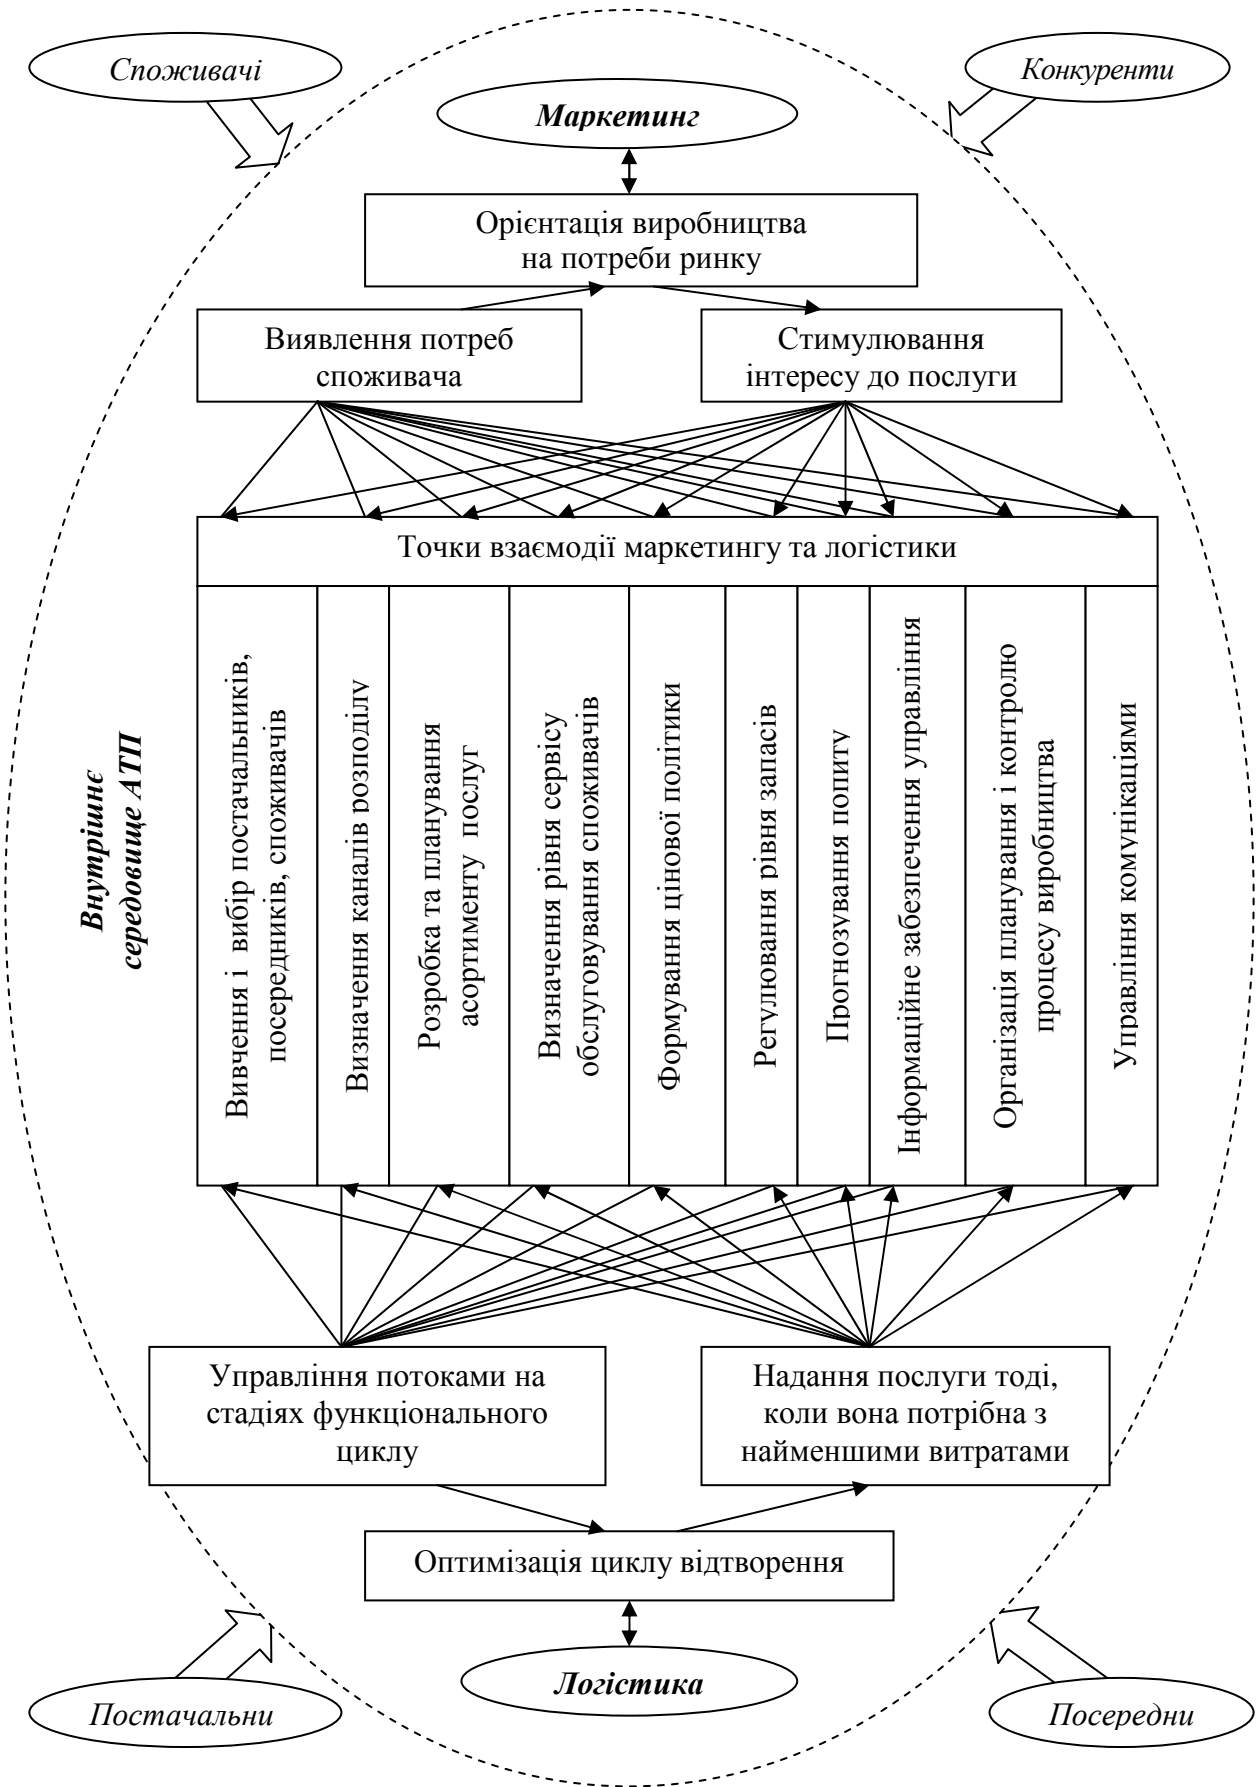 Споживачі
Конкуренти
Маркетинг
Орієнтація виробництва
на потреби ринку
Виявлення потреб
споживача
Стимулювання
інтересу до послуги
Точки взаємодії маркетингу та логістики
Внутрішнє
середовище АТП
Вивчення і вибір постачальників,
посередників, споживачів
Визначення каналів розподілу
Розробка та планування
асортименту послуг
Визначення рівня сервісу
обслуговування споживачів
Формування цінової політики
Регулювання рівня запасів
Прогнозування попиту
Інформаційне забезпечення управління
Організація планування і контролю
процесу виробництва
Управління комунікаціями
Управління потоками на
стадіях функціонального
циклу
Надання послуги тоді,
коли вона потрібна з
найменшими витратами
Оптимізація циклу відтворення
Логістика
Постачальни
Посередни